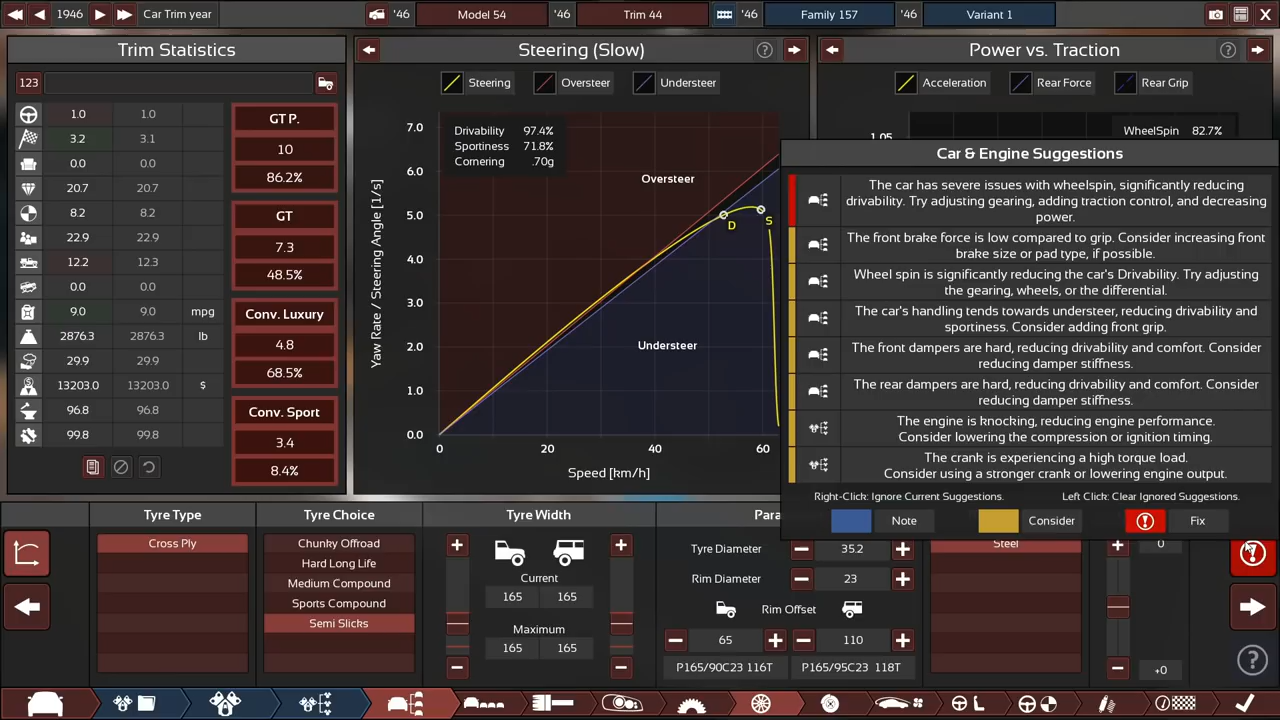 1946
Car Trim year
'46
Model 54
'46
Trim 44
'46
Family 157
'46
Variant 1
Trim Statistics
123
1.0 1.0
3.2 3.1
0.0 0.0
20.7 20.7
8.2 8.2
22.9 22.9
12.2 12.3
0.0 0.0
9.0 9.0 mpg
2876.3 2876.3 lb
29.9 29.9
13203.0 13203.0 $
96.8 96.8
99.8 99.8
GT P.
10
86.2%
GT
7.3
48.5%
Conv. Luxury
4.8
68.5%
Conv. Sport
3.4
8.4%
Steering (Slow)
?
Steering Oversteer Understeer
Drivability 97.4%
Sportiness 71.8%
Cornering .70g
Yaw Rate / Steering Angle [1/s]
7.0
6.0
5.0
4.0
3.0
2.0
1.0
0.0
Oversteer
Understeer
D
S
0 20 40 60
Speed [km/h]
Power vs. Traction
?
Acceleration Rear Force Rear Grip
1.05
WheelSpin 82.7%
Car & Engine Suggestions
The car has severe issues with wheelspin, significantly reducing
drivability. Try adjusting gearing, adding traction control, and decreasing
power.
The front brake force is low compared to grip. Consider increasing front
brake size or pad type, if possible.
Wheel spin is significantly reducing the car's Drivability. Try adjusting
the gearing, wheels, or the differential.
The car's handling tends towards understeer, reducing drivability and
sportiness. Consider adding front grip.
The front dampers are hard, reducing drivability and comfort. Consider
reducing damper stiffness.
The rear dampers are hard, reducing drivability and comfort. Consider
reducing damper stiffness.
The engine is knocking, reducing engine performance.
Consider lowering the compression or ignition timing.
The crank is experiencing a high torque load.
Consider using a stronger crank or lowering engine output.
Right-Click: Ignore Current Suggestions. Left Click: Clear Ignored Suggestions.
Note Consider Fix
Tyre Type
Cross Ply
Tyre Choice
Chunky Offroad
Hard Long Life
Medium Compound
Sports Compound
Semi Slicks
Tyre Width
Current
165 165
Maximum
165 165
Para
Tyre Diameter 35.2
Rim Diameter 23
Rim Offset
65 110
P165/90C23 116T P165/95C23 118T
Steel
0
+0
?